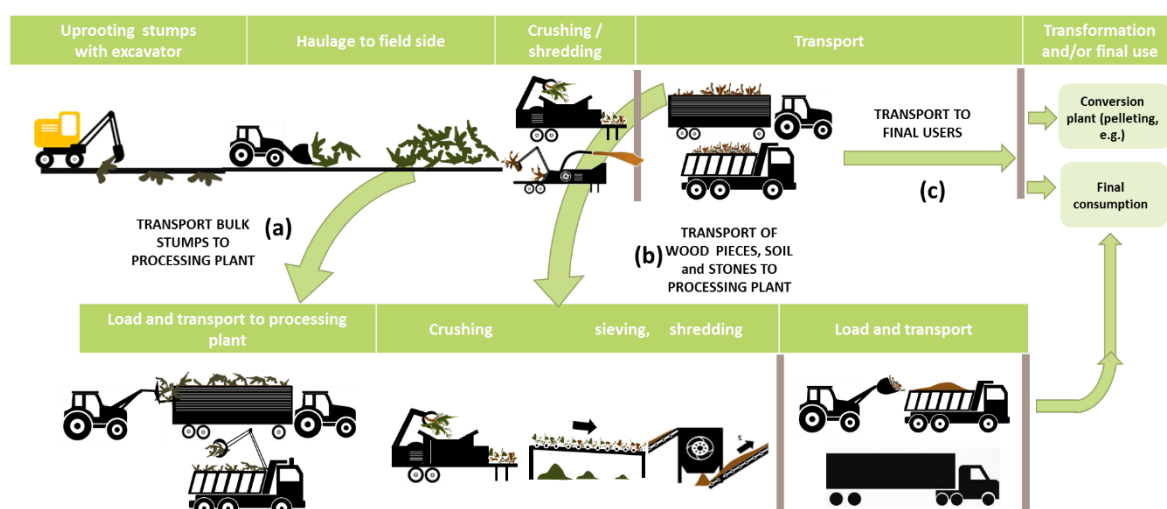 Uprooting stumps
with excavator
Haulage to field side
Crushing /
shredding
Transport
Transformation
and/or final use
TRANSPORT TO
FINAL USERS
(c)
Conversion
plant (pelleting,
e.g.)
Final
consumption
(a)
TRANSPORT BULK
STUMPS TO
PROCESSING PLANT
(b)
TRANSPORT OF
WOOD PIECES, SOIL
and STONES TO
PROCESSING PLANT
Load and transport to processing
plant
Crushing sieving, shredding
Load and transport